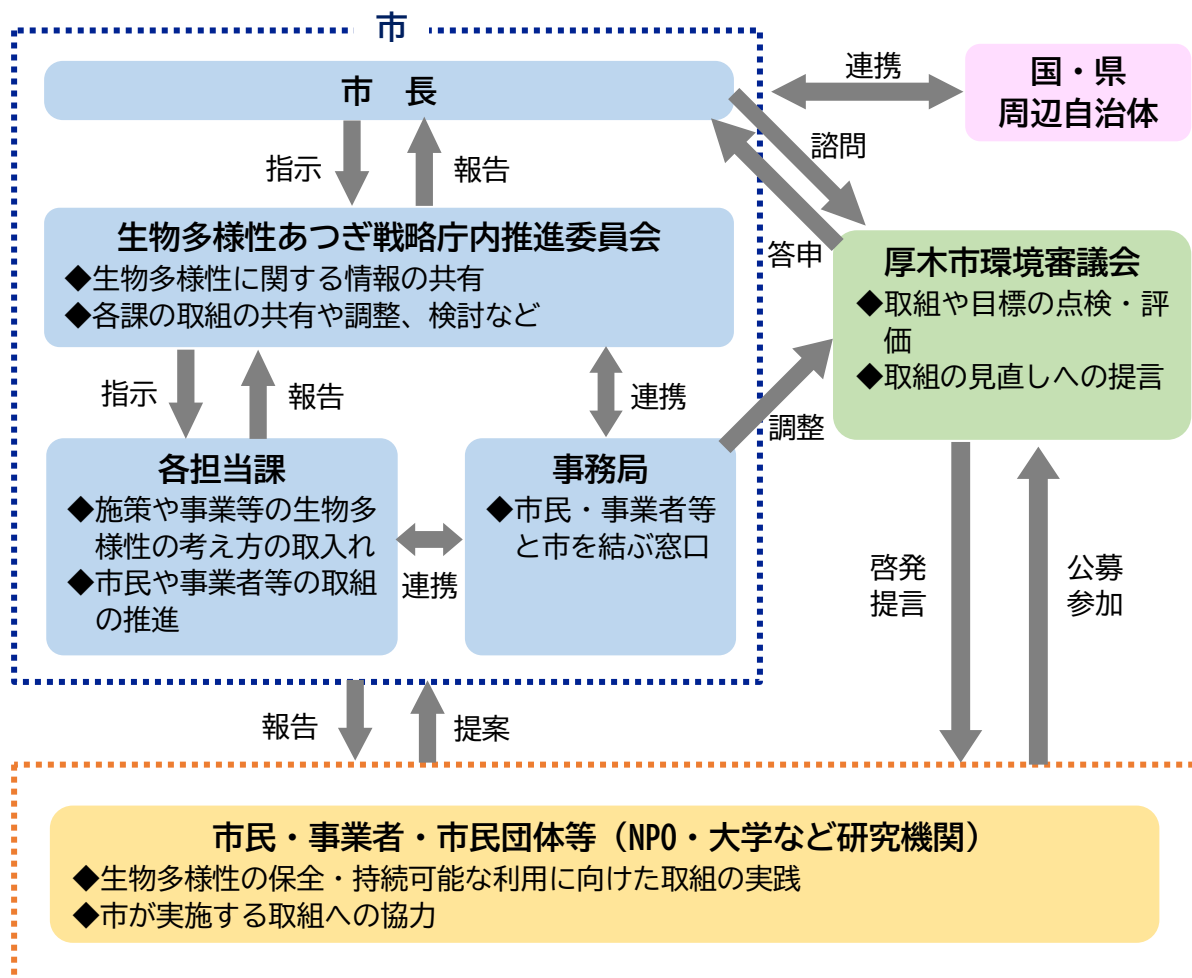 市
市　長
連携
国・県
周辺自治体
指示
報告
諮問
答申
生物多様性あつぎ戦略庁内推進委員会
◆生物多様性に関する情報の共有
◆各課の取組の共有や調整、検討など
厚木市環境審議会
◆取組や目標の点検・評
価
◆取組の見直しへの提言
指示
報告
連携
調整
各担当課
◆施策や事業等の生物多
様性の考え方の取入れ
◆市民や事業者等の取組
の推進
連携
事務局
◆市民・事業者等
と市を結ぶ窓口
啓発
提言
公募
参加
報告
提案
市民・事業者・市民団体等（NPO・大学など研究機関）
◆生物多様性の保全・持続可能な利用に向けた取組の実践
◆市が実施する取組への協力